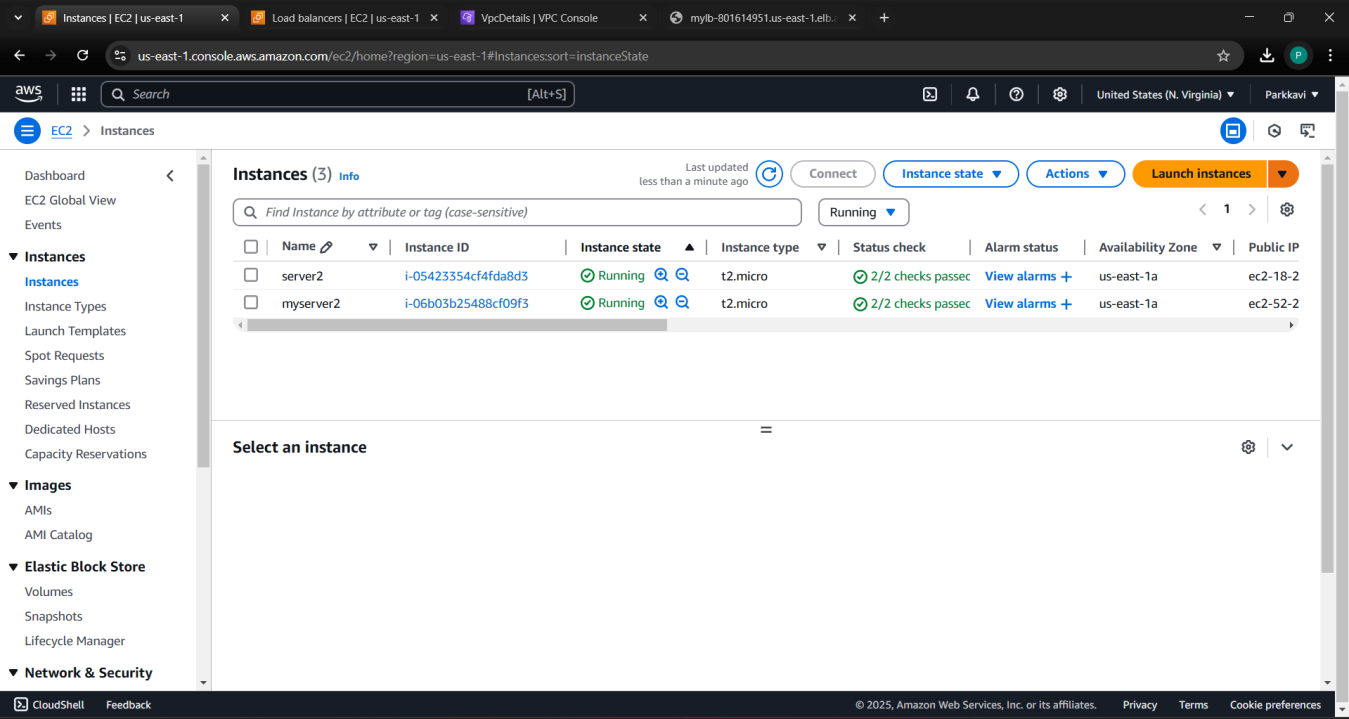 Instances | EC2 | us-east-1
Load balancers | EC2 | us-east-1
VpcDetails | VPC Console
mylb-801614951.us-east-1.elb.
us-east-1.console.aws.amazon.com/ec2/home?region=us-east-1#Instances:sort=instanceState
P
aws
Search [Alt+S]
United States (N. Virginia)
Parkkavi
EC2 > Instances
Dashboard
EC2 Global View
Events
Instances
Instances
Instance Types
Launch Templates
Spot Requests
Savings Plans
Reserved Instances
Dedicated Hosts
Capacity Reservations
Images
AMIs
AMI Catalog
Elastic Block Store
Volumes
Snapshots
Lifecycle Manager
Network & Security
Instances (3) Info
Last updated
less than a minute ago
Connect
Instance state
Actions
Launch instances
Find Instance by attribute or tag (case-sensitive)
Running
1
Name Instance ID Instance state Instance type Status check Alarm status Availability Zone Public IP
server2 i-05423354cf4fda8d3 Running t2.micro 2/2 checks passec View alarms + us-east-1a ec2-18-2
myserver2 i-06b03b25488cf09f3 Running t2.micro 2/2 checks passec View alarms + us-east-1a ec2-52-2
Select an instance
CloudShell Feedback
© 2025, Amazon Web Services, Inc. or its affiliates. Privacy Terms Cookie preferences